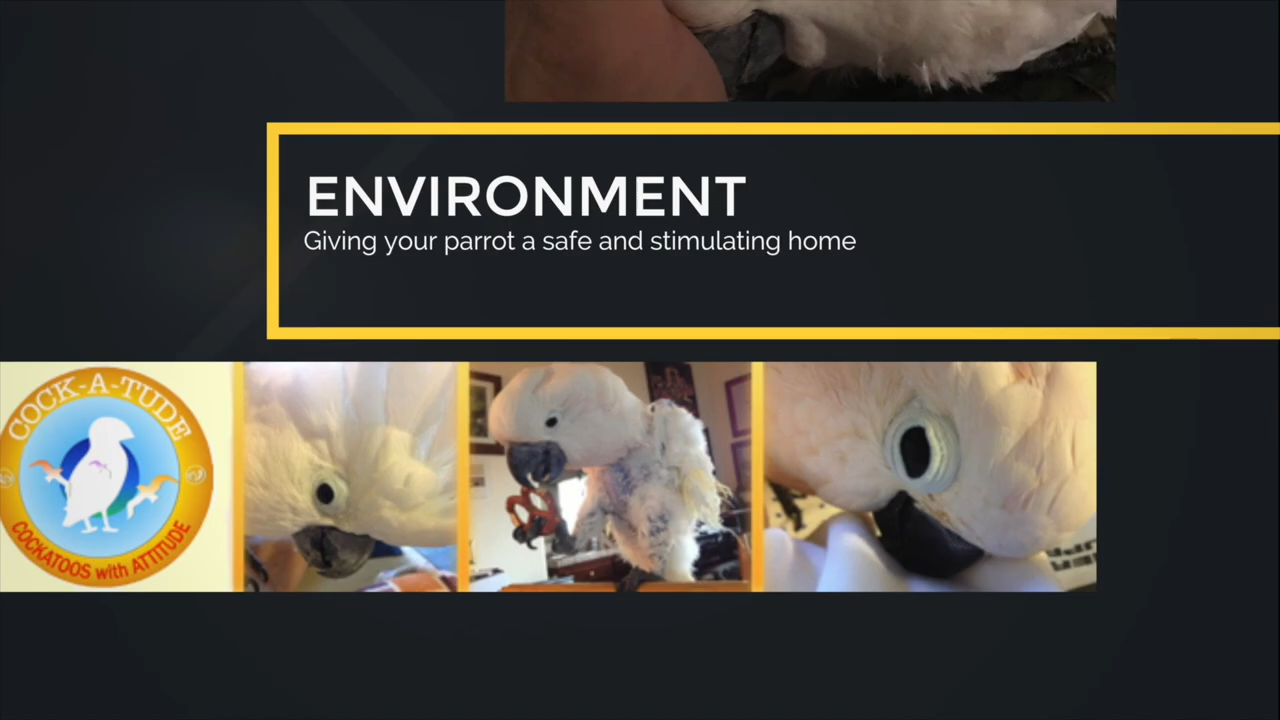 ENVIRONMENT
Giving your parrot a safe and stimulating home
COCK-A-TUDE
COCKATOOS with ATTITUDE